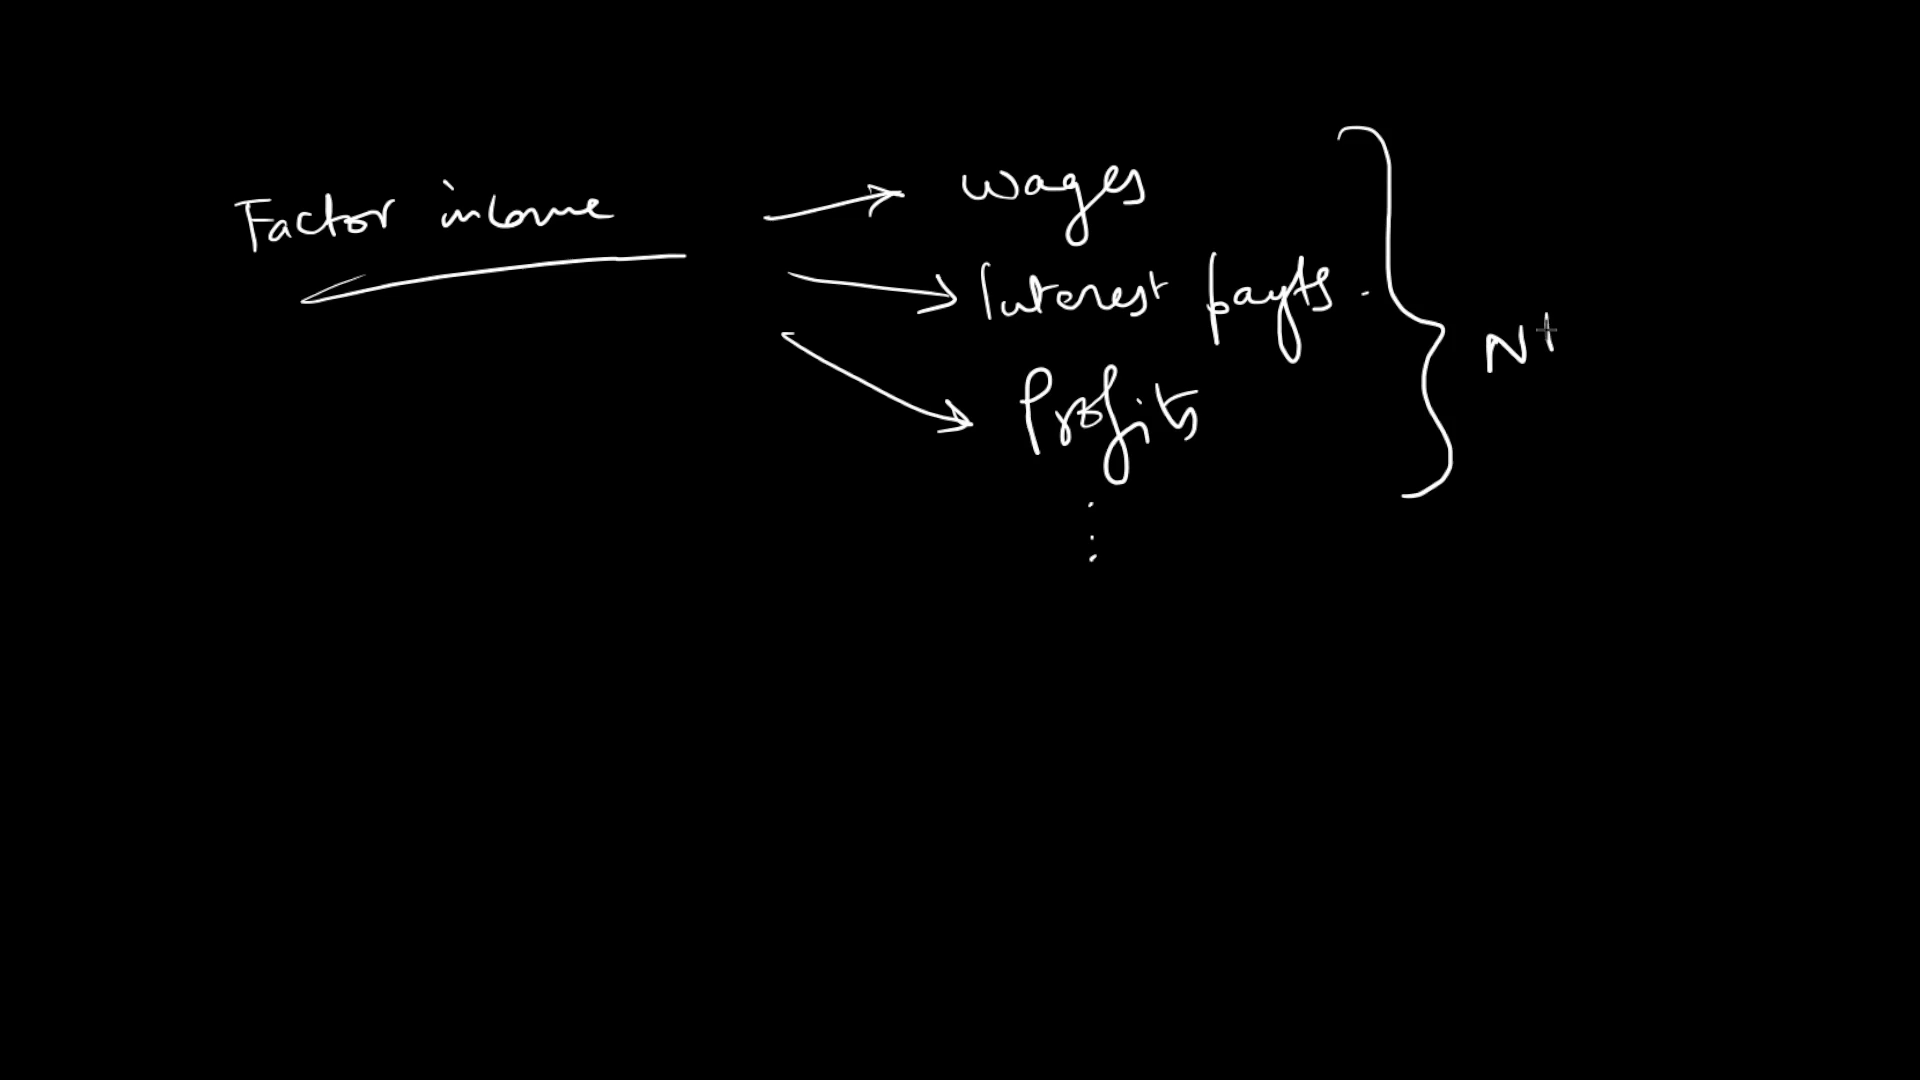 Factor income
wages
Interest payts.
Profits
N